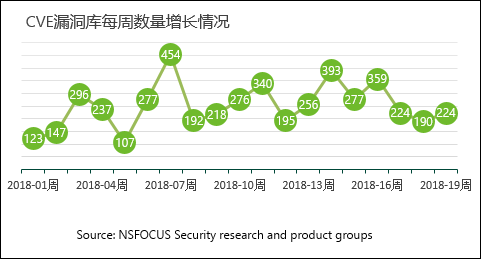 CVE漏洞库每周数量增长情况
123 147 296 237 107 277 454 192 218 276 340 195 256 393 277 359 224 190 224
2018-01周 2018-04周 2018-07周 2018-10周 2018-13周 2018-16周 2018-19周
Source: NSFOCUS Security research and product groups